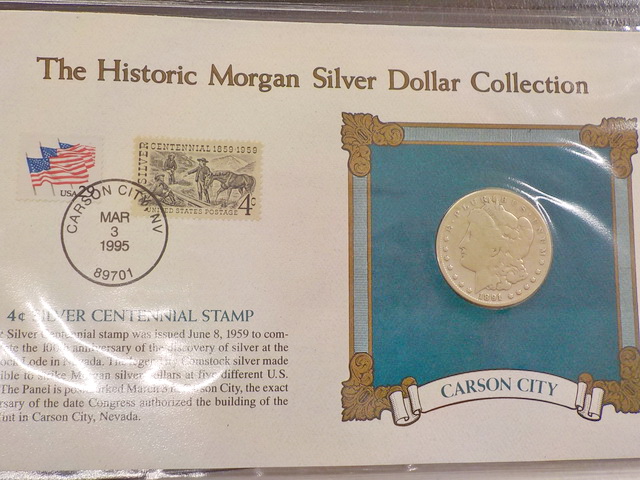 The Historic Morgan Silver Dollar Collection
USA 29
SILVER CENTENNIAL 1859-1959
UNITED STATES POSTAGE 4¢
CARSON CITY, NV
MAR
3
1995
89701
4¢ SILVER CENTENNIAL STAMP
Silver Centennial stamp was issued June 8, 1959 to com-
the 100th anniversary of the discovery of silver at the
Lode in Nevada. The Comstock silver made
to strike Morgan silver dollars at five different U.S.
The Panel is postmarked March 3 in Carson City, the exact
of the date Congress authorized the building of the
in Carson City, Nevada.
1891
CARSON CITY